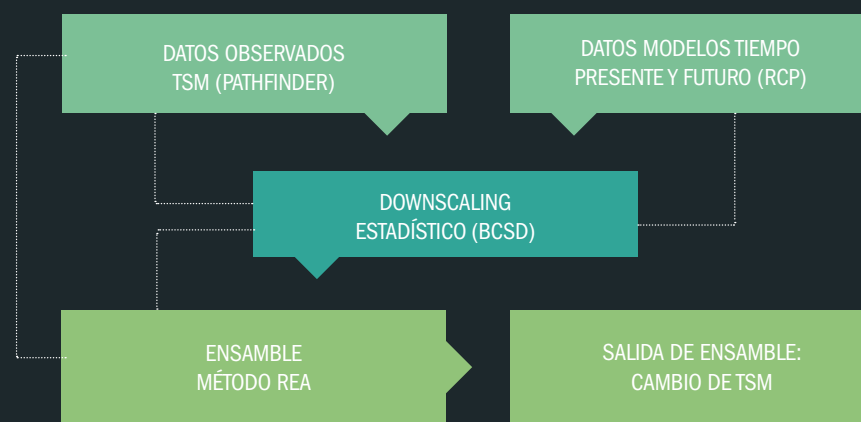 DATOS OBSERVADOS
TSM (PATHFINDER)
DATOS MODELOS TIEMPO
PRESENTE Y FUTURO (RCP)
DOWNSCALING
ESTADÍSTICO (BCSD)
ENSAMBLE
MÉTODO REA
SALIDA DE ENSAMBLE:
CAMBIO DE TSM